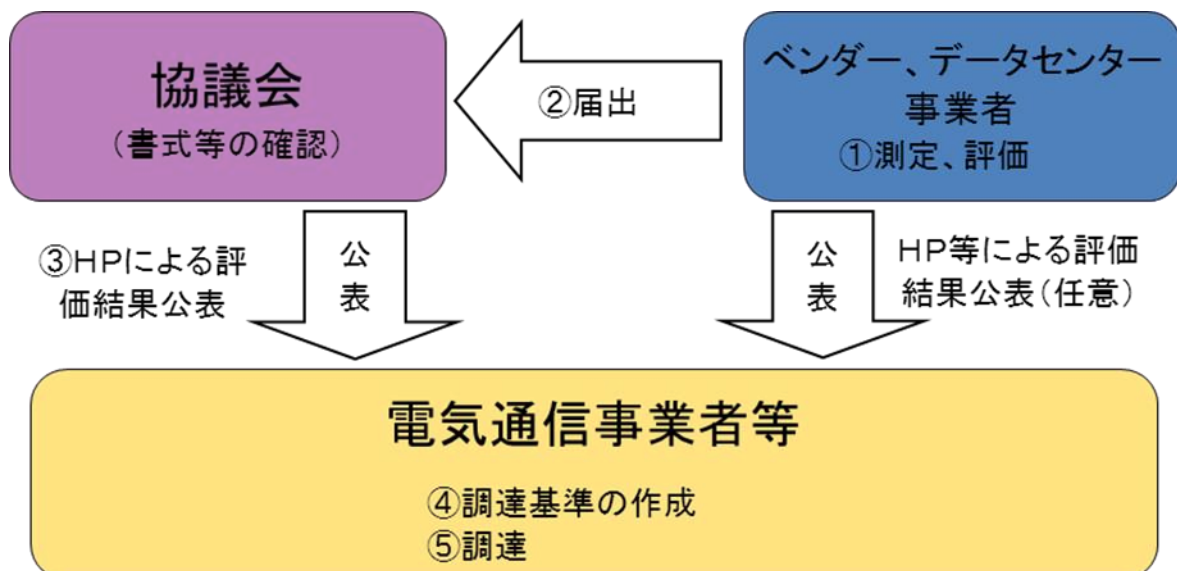 協議会
(書式等の確認)
②届出
ベンダー、データセンター
事業者
①測定、評価
③HPによる評
価結果公表
公
表
公
表
HP等による評価
結果公表(任意)
電気通信事業者等
④調達基準の作成
⑤調達